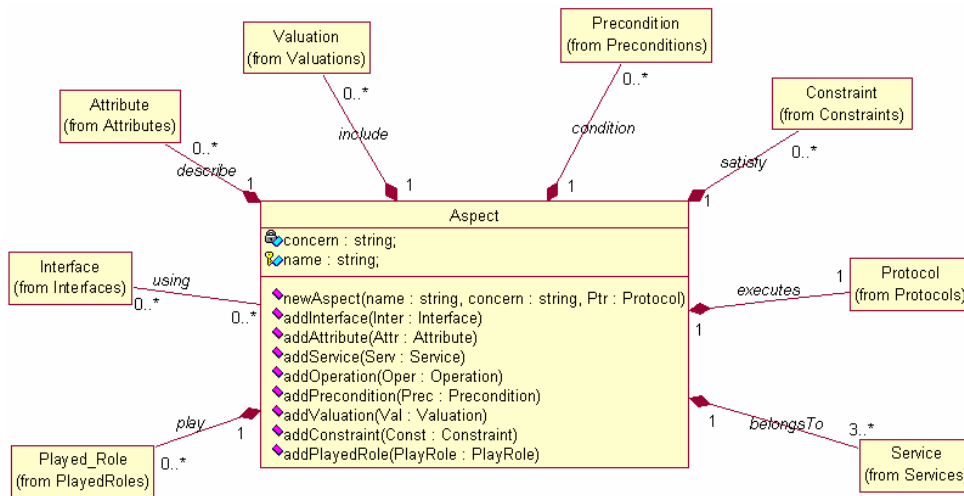 Valuation
(from Valuations)
Precondition
(from Preconditions)
Attribute
(from Attributes)
Constraint
(from Constraints)
0..*
0..*
0..*
0..*
include
condition
describe
satisfy
1
1
1
1
Aspect
concern : string;
name : string;
Interface
(from Interfaces)
using
0..*
0..*
newAspect(name : string, concern : string, Ptr : Protocol)
addInterface(Inter : Interface)
addAttribute(Attr : Attribute)
addService(Serv : Service)
addOperation(Oper : Operation)
addPrecondition(Prec : Precondition)
addValuation(Val : Valuation)
addConstraint(Const : Constraint)
addPlayedRole(PlayRole : PlayRole)
executes
1
1
Protocol
(from Protocols)
play
1
0..*
Played_Role
(from PlayedRoles)
1
belongsTo
3..*
Service
(from Services)